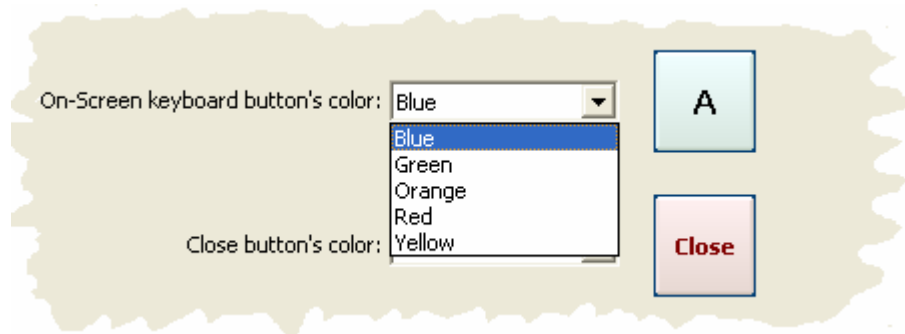 On-Screen keyboard button's color: Blue A
Blue
Green
Orange
Red
Close button's color: Yellow Close